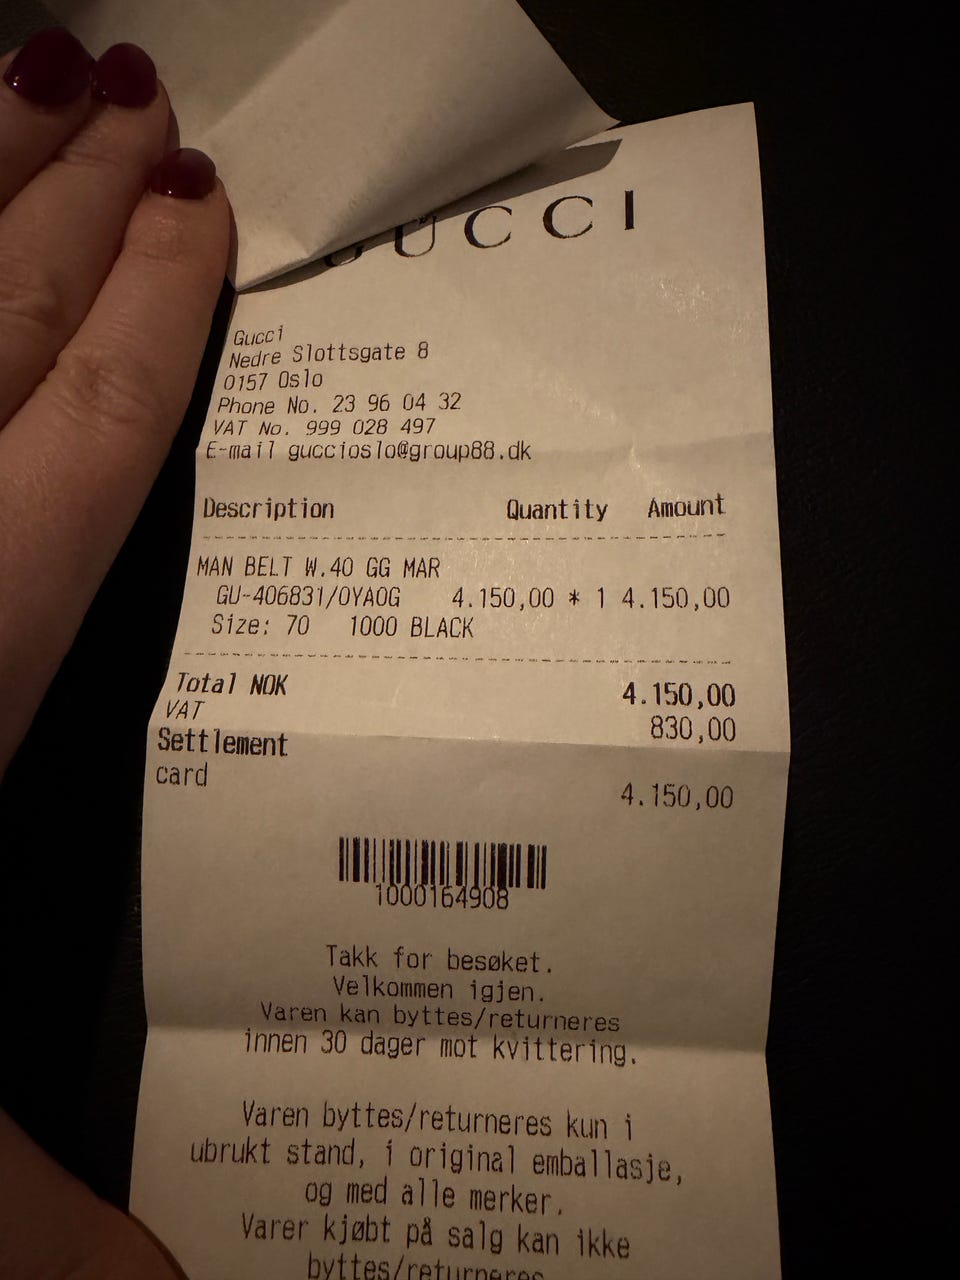 GUCCI
Gucci
Nedre Slottsgate 8
0157 Oslo
Phone No. 23 96 04 32
VAT No. 999 028 497
E-mail guccioslo@group88.dk
Description Quantity Amount
MAN BELT W.40 GG MAR
GU-406831/0YA0G 4.150,00 * 1 4.150,00
Size: 70 1000 BLACK
Total NOK 4.150,00
VAT 830,00
Settlement
card 4.150,00
1000164908
Takk for besøket.
Velkommen igjen.
Varen kan byttes/returneres
innen 30 dager mot kvittering.
Varen byttes/returneres kun i
ubrukt stand, i original emballasje,
og med alle merker.
Varer kjøbt på salg kan ikke
byttes/returneres